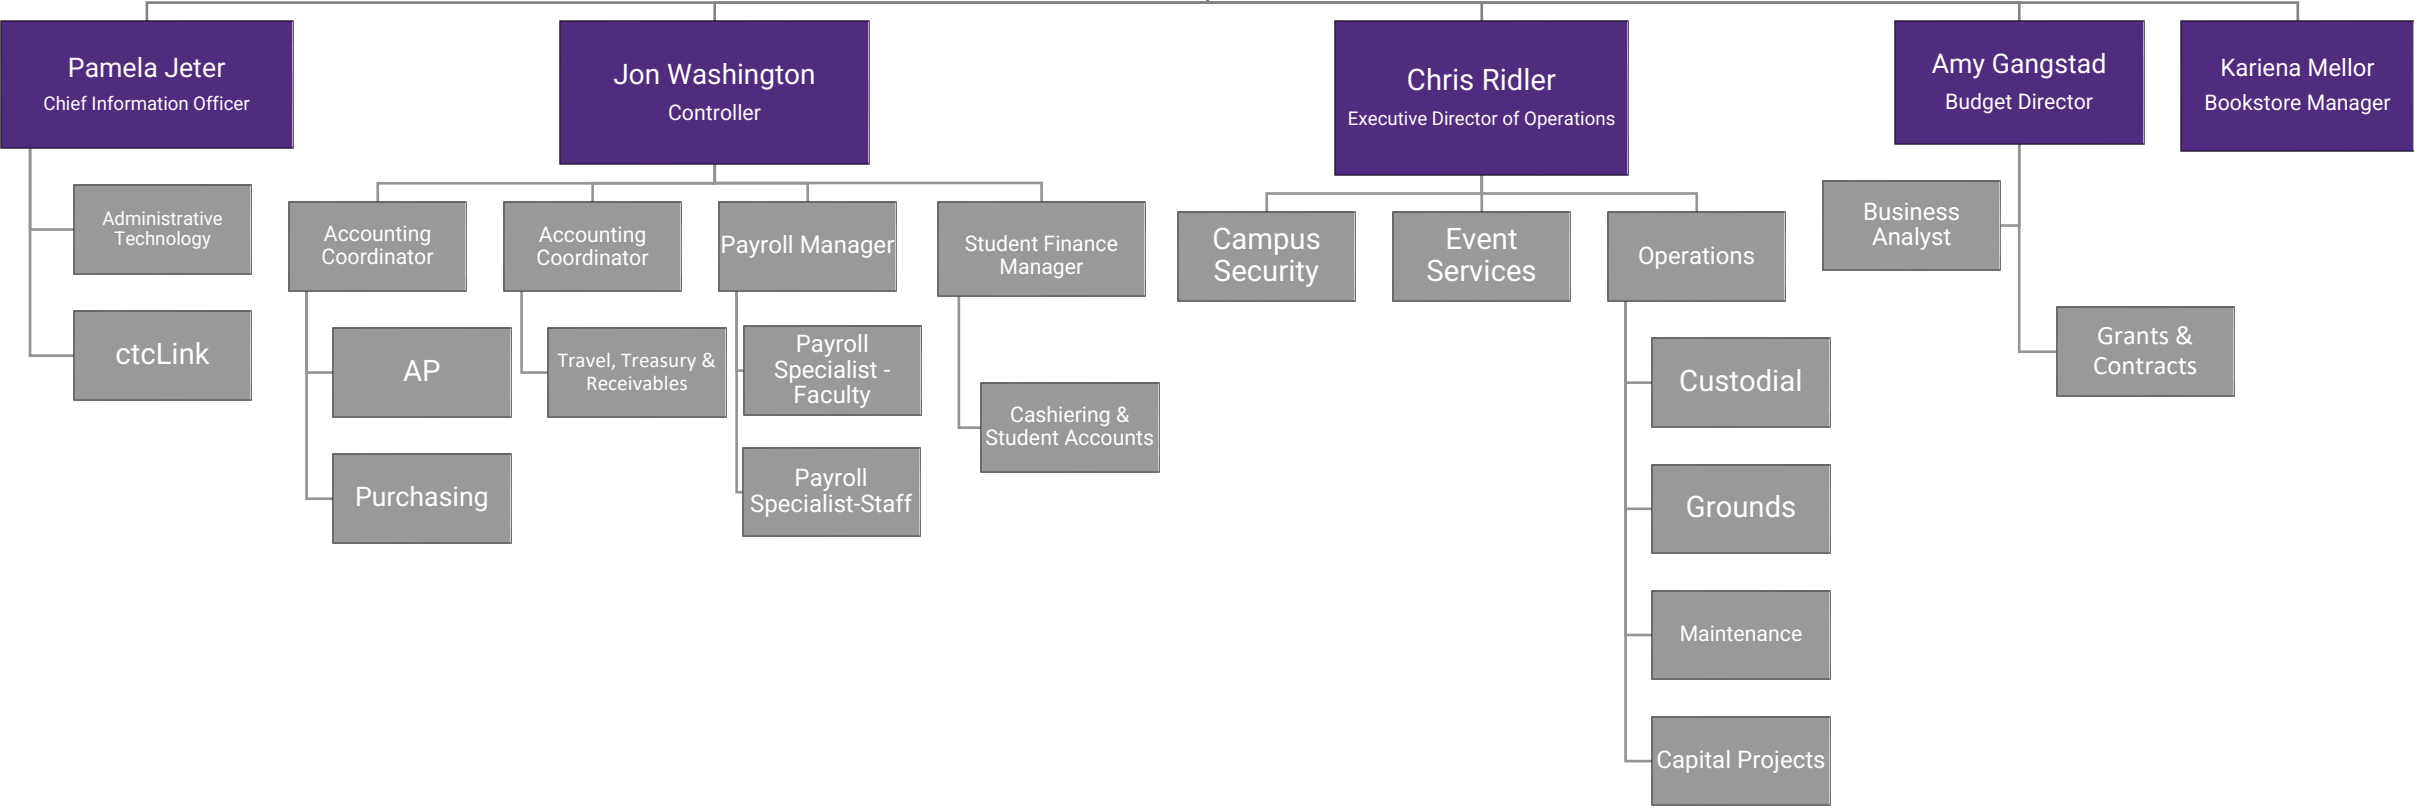 Pamela Jeter
Chief Information Officer
Jon Washington
Controller
Chris Ridler
Executive Director of Operations
Amy Gangstad
Budget Director
Kariena Mellor
Bookstore Manager
Administrative
Technology
ctcLink
Accounting
Coordinator
AP
Purchasing
Accounting
Coordinator
Travel, Treasury &
Receivables
Payroll Manager
Payroll
Specialist -
Faculty
Payroll
Specialist-Staff
Student Finance
Manager
Cashiering &
Student Accounts
Campus
Security
Event
Services
Operations
Custodial
Grounds
Maintenance
Capital Projects
Business
Analyst
Grants &
Contracts